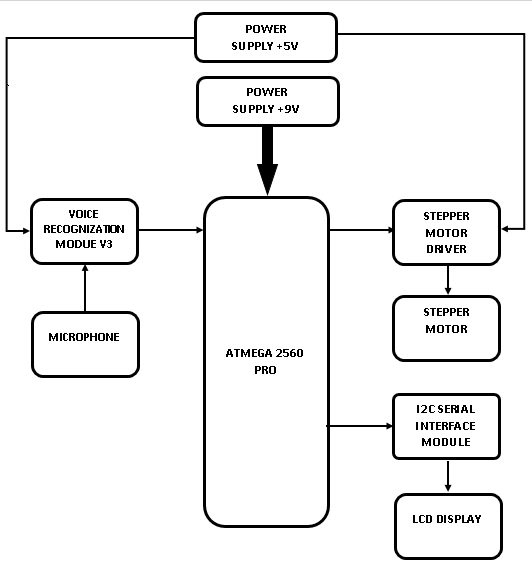 POWER
SUPPLY +5V
POWER
SUPPLY +9V
VOICE
RECOGNIZATION
MODUE V3
STEPPER
MOTOR
DRIVER
STEPPER
MOTOR
MICROPHONE
ATMEGA 2560
PRO
I2C SERIAL
INTERFACE
MODULE
LCD DISPLAY